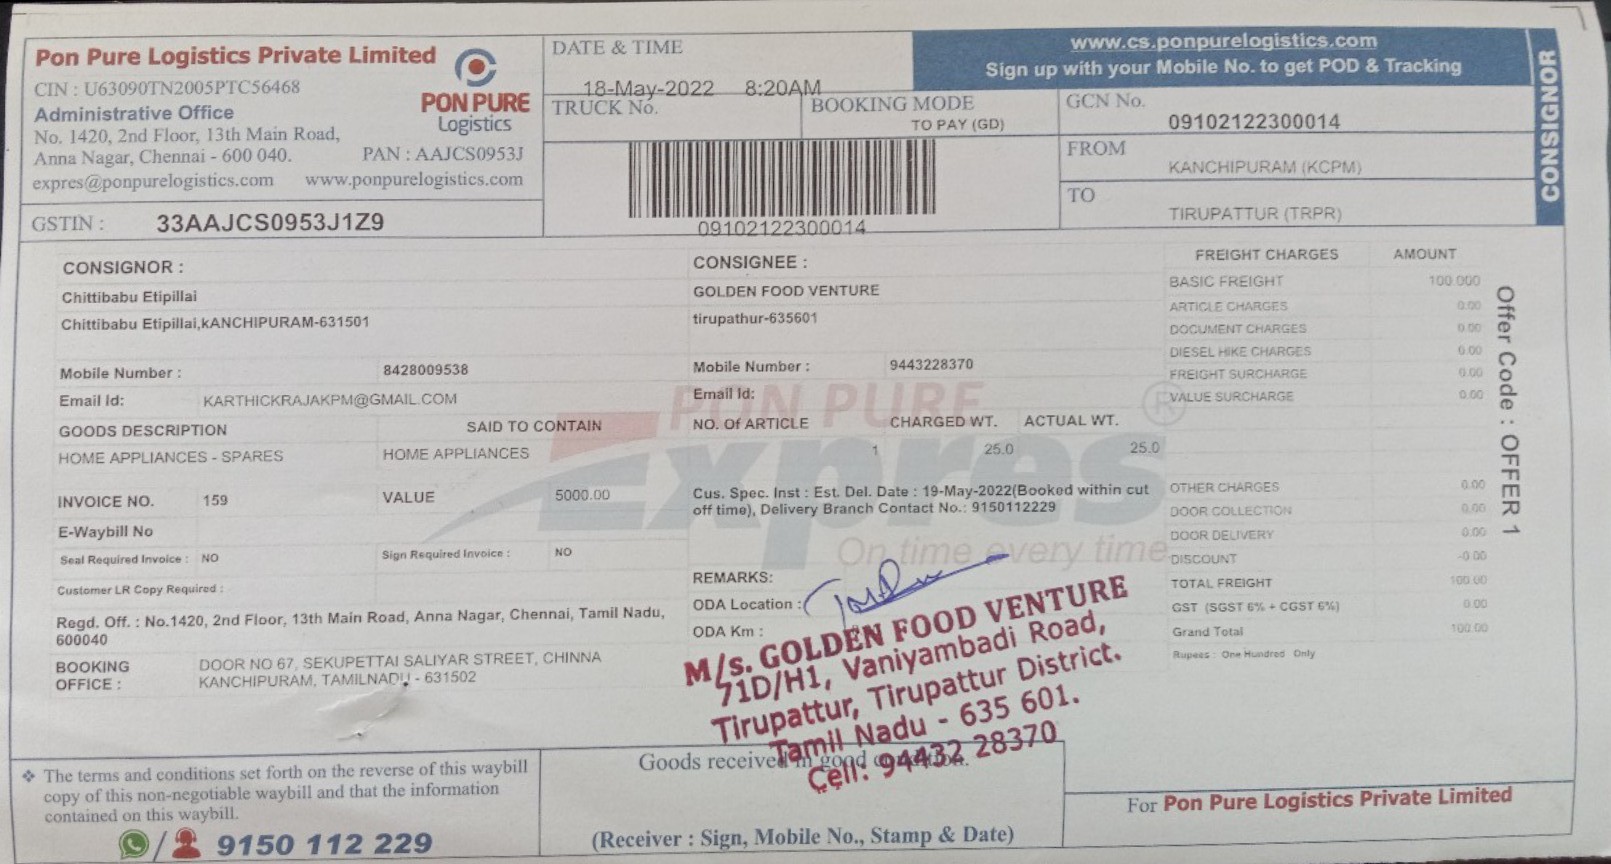 Pon Pure Logistics Private Limited
CIN : U63090TN2005PTC56468
Administrative Office
No. 1420, 2nd Floor, 13th Main Road,
Anna Nagar, Chennai - 600 040.
PAN : AAJCS0953J
expres@ponpurelogistics.com www.ponpurelogistics.com
PON PURE
Logistics
GSTIN : 33AAJCS0953J1Z9
DATE & TIME
18-May-2022 8:20AM
TRUCK No.
BOOKING MODE
TO PAY (GD)
09102122300014
www.cs.ponpurelogistics.com
Sign up with your Mobile No. to get POD & Tracking
GCN No.
09102122300014
FROM
KANCHIPURAM (KCPM)
TO
TIRUPATTUR (TRPR)
CONSIGNOR
CONSIGNOR :
Chittibabu Etipillai
Chittibabu Etipillai,kANCHIPURAM-631501
Mobile Number : 8428009538
Email Id: KARTHICKRAJAKPM@GMAIL.COM
GOODS DESCRIPTION SAID TO CONTAIN
HOME APPLIANCES - SPARES HOME APPLIANCES
INVOICE NO. 159 VALUE 5000.00
E-Waybill No
Seal Required Invoice : NO Sign Required Invoice : NO
Customer LR Copy Required :
Regd. Off. : No.1420, 2nd Floor, 13th Main Road, Anna Nagar, Chennai, Tamil Nadu,
600040
BOOKING OFFICE : DOOR NO 67, SEKUPETTAI SALIYAR STREET, CHINNA
KANCHIPURAM, TAMILNADU - 631502
CONSIGNEE :
GOLDEN FOOD VENTURE
tirupathur-635601
Mobile Number : 9443228370
Email Id:
NO. Of ARTICLE CHARGED WT. ACTUAL WT.
1 25.0 25.0
Cus. Spec. Inst : Est. Del. Date : 19-May-2022(Booked within cut
off time), Delivery Branch Contact No.: 9150112229
REMARKS:
ODA Location :
ODA Km :
PON PURE
Expres
®
On time every time
M/s. GOLDEN FOOD VENTURE
71D/H1, Vaniyambadi Road,
Tirupattur, Tirupattur District.
Tamil Nadu - 635 601.
Cell: 94432 28370
FREIGHT CHARGES AMOUNT
BASIC FREIGHT 100.000
ARTICLE CHARGES 0.00
DOCUMENT CHARGES 0.00
DIESEL HIKE CHARGES 0.00
FREIGHT SURCHARGE 0.00
VALUE SURCHARGE 0.00
OTHER CHARGES 0.00
DOOR COLLECTION 0.00
DOOR DELIVERY 0.00
DISCOUNT -0.00
TOTAL FREIGHT 100.00
GST (SGST 6% + CGST 6%) 0.00
Grand Total 100.00
Rupees : One Hundred Only
Offer Code : OFFER 1
❖ The terms and conditions set forth on the reverse of this waybill
copy of this non-negotiable waybill and that the information
contained on this waybill.
/ 9150 112 229
Goods received in good condition.
(Receiver : Sign, Mobile No., Stamp & Date)
For Pon Pure Logistics Private Limited